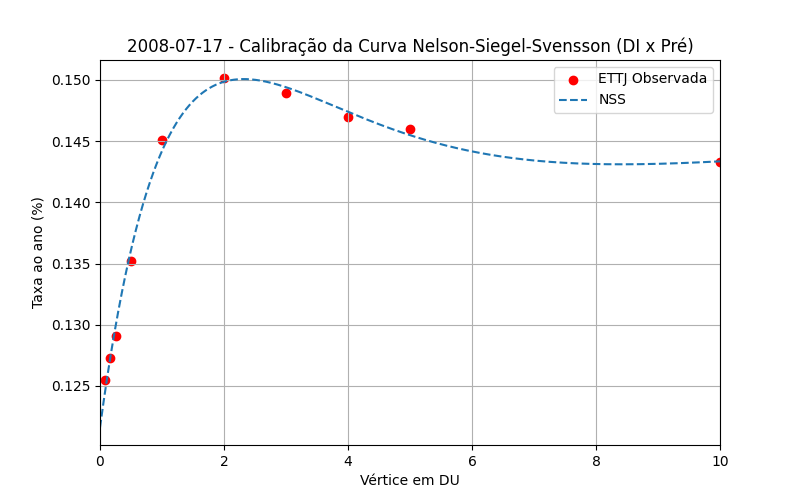 2008-07-17 - Calibração da Curva Nelson-Siegel-Svensson (DI x Pré)
ETTJ Observada
NSS
Taxa ao ano (%)
0.150
0.145
0.140
0.135
0.130
0.125
0 2 4 6 8 10
Vértice em DU